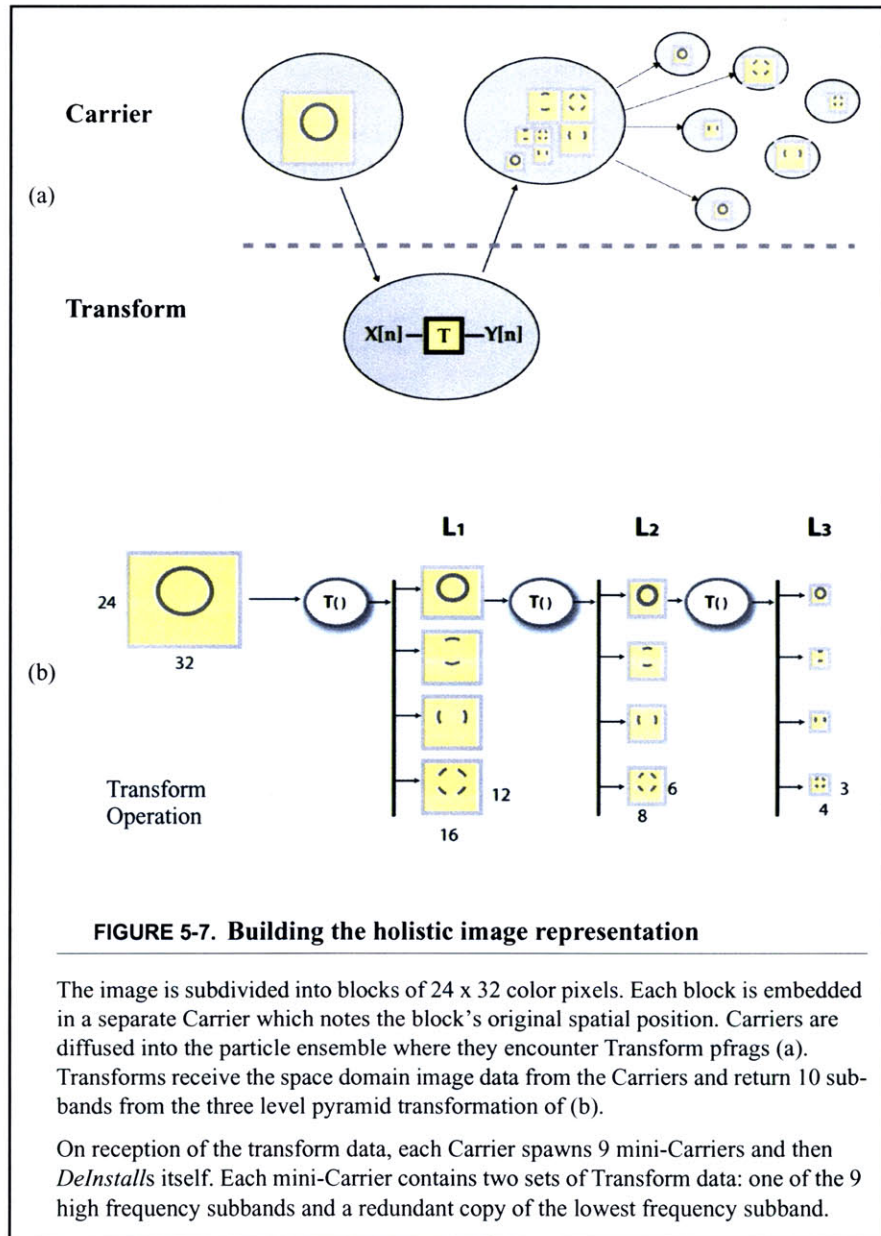 Carrier
(a)
Transform
X[n] T Y[n]
L1 L2 L3
24
T() T() T()
32
(b)
Transform
Operation
12
16
6
8
3
4
FIGURE 5-7. Building the holistic image representation
The image is subdivided into blocks of 24 x 32 color pixels. Each block is embedded
in a separate Carrier which notes the block's original spatial position. Carriers are
diffused into the particle ensemble where they encounter Transform pfrags (a).
Transforms receive the space domain image data from the Carriers and return 10 sub-
bands from the three level pyramid transformation of (b).
On reception of the transform data, each Carrier spawns 9 mini-Carriers and then
DeInstalls itself. Each mini-Carrier contains two sets of Transform data: one of the 9
high frequency subbands and a redundant copy of the lowest frequency subband.